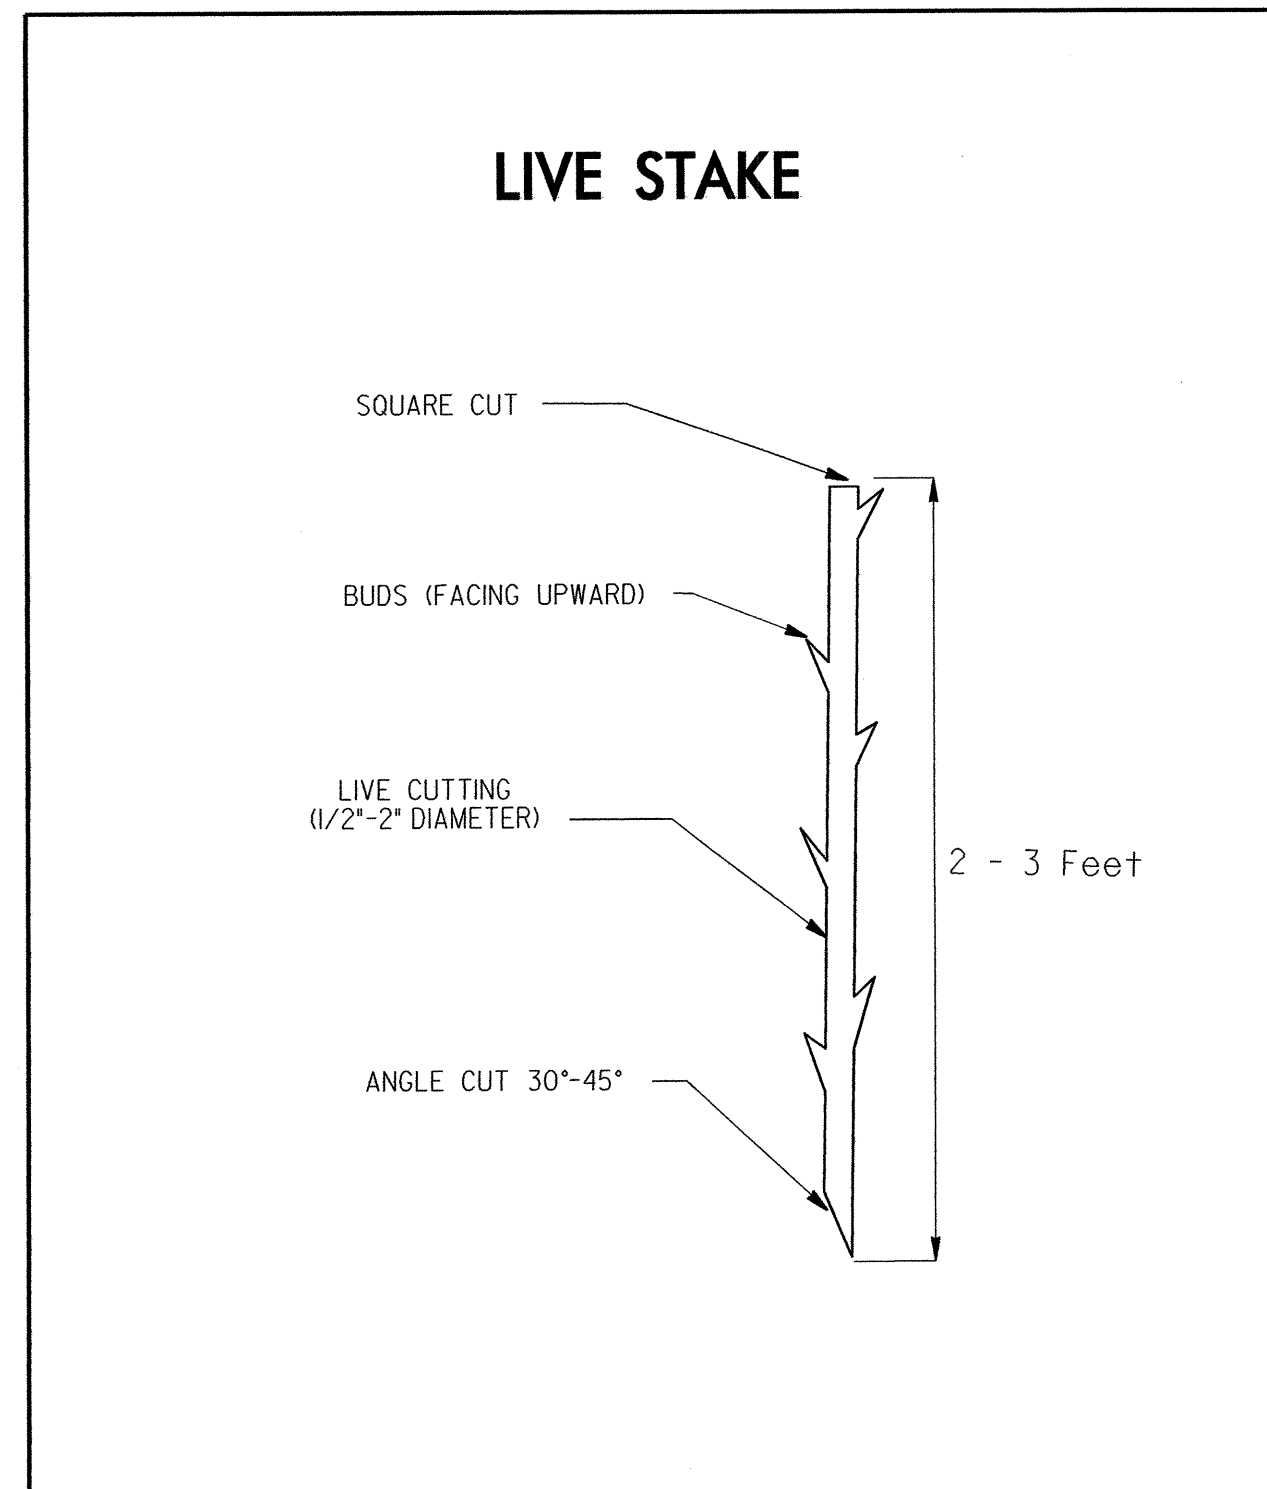 LIVE STAKE
SQUARE CUT
BUDS (FACING UPWARD)
LIVE CUTTING
(1/2"-2" DIAMETER)
2 - 3 Feet
ANGLE CUT 30°-45°